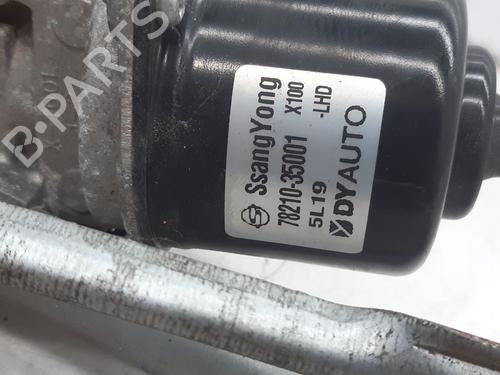 SsangYong X100
78210-35001 -LHD
5L19
DYAUTO
B-PARTS